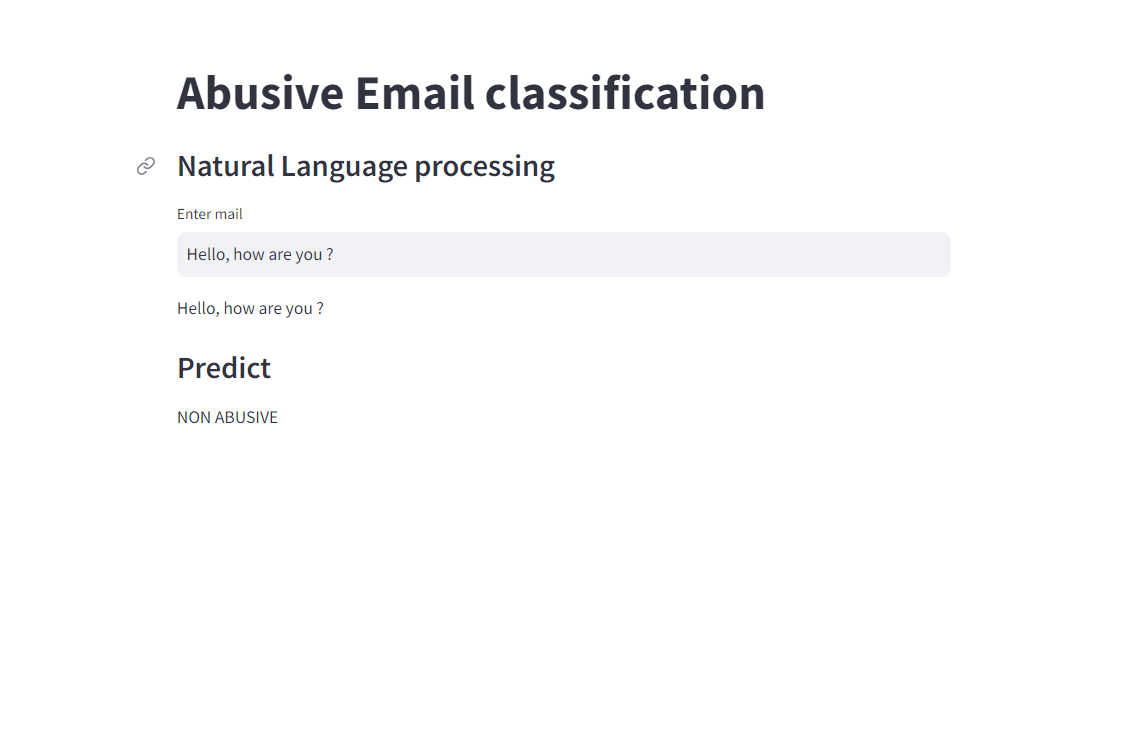 Abusive Email classification
Natural Language processing
Enter mail
Hello, how are you ?
Hello, how are you ?
Predict
NON ABUSIVE